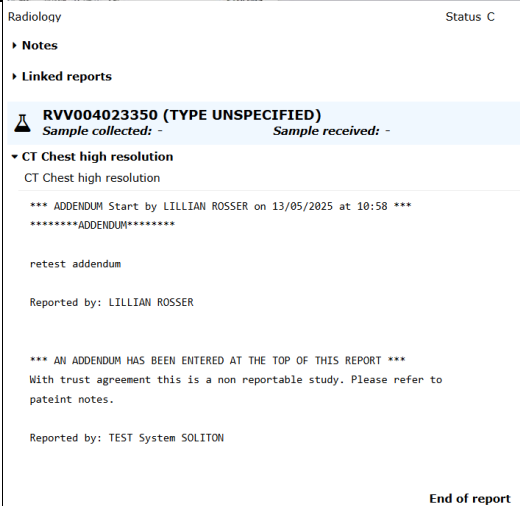 Radiology
Status C
Notes
Linked reports
RVV004023350 (TYPE UNSPECIFIED)
Sample collected: - Sample received: -
CT Chest high resolution
CT Chest high resolution
*** ADDENDUM Start by LILLIAN ROSSER on 13/05/2025 at 10:58 ***
********ADDENDUM********
retest addendum
Reported by: LILLIAN ROSSER
*** AN ADDENDUM HAS BEEN ENTERED AT THE TOP OF THIS REPORT ***
With trust agreement this is a non reportable study. Please refer to
pateint notes.
Reported by: TEST System SOLITON
End of report